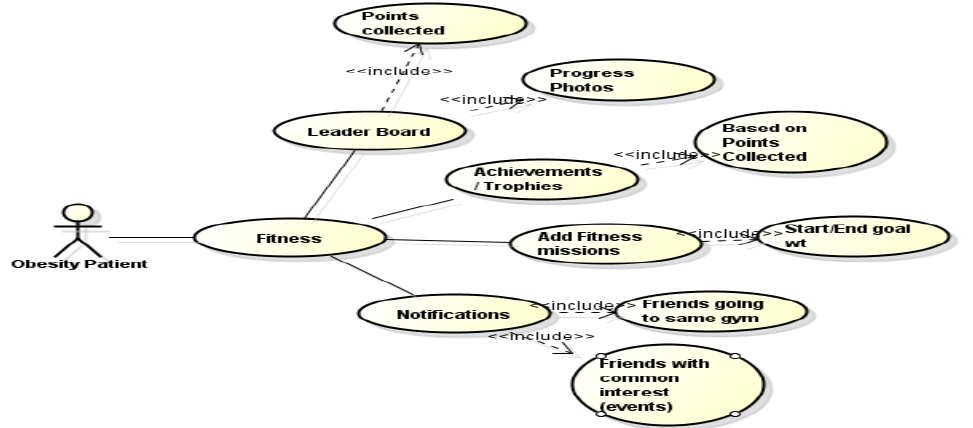 Points
collected
<<include>>
Progress
Photos
<<include>>
Leader Board
Based on
Points
Collected
<<include>>
Achievements
/ Trophies
Obesity Patient
Fitness
Add Fitness
missions
<<include>>
Start/End goal
wt
Notifications
<<include>>
Friends going
to same gym
<<include>>
Friends with
common
interest
(events)